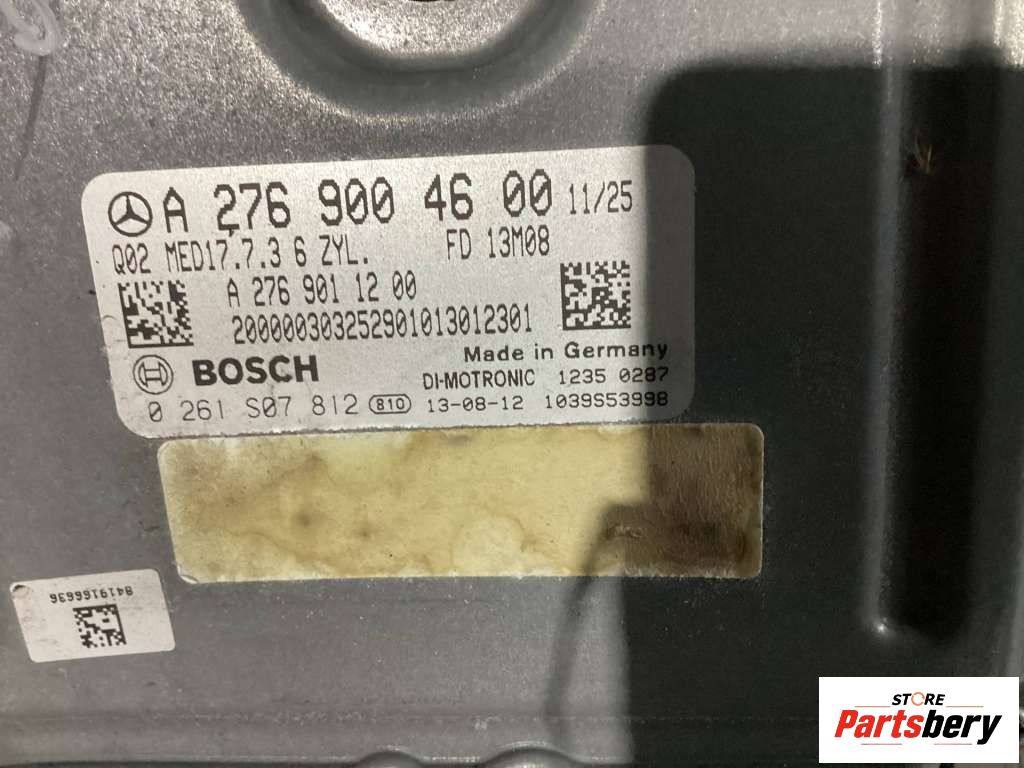 A 276 900 46 00 11/25
Q02 MED17.7.3 6 ZYL. FD 13M08
A 276 901 12 00
2000003032529010130123​01
BOSCH Made in Germany
DI-MOTRONIC 1235 0287
0 261 S07 812 810 13-08-12 1039S53998
8419166636
STORE
Partsbery